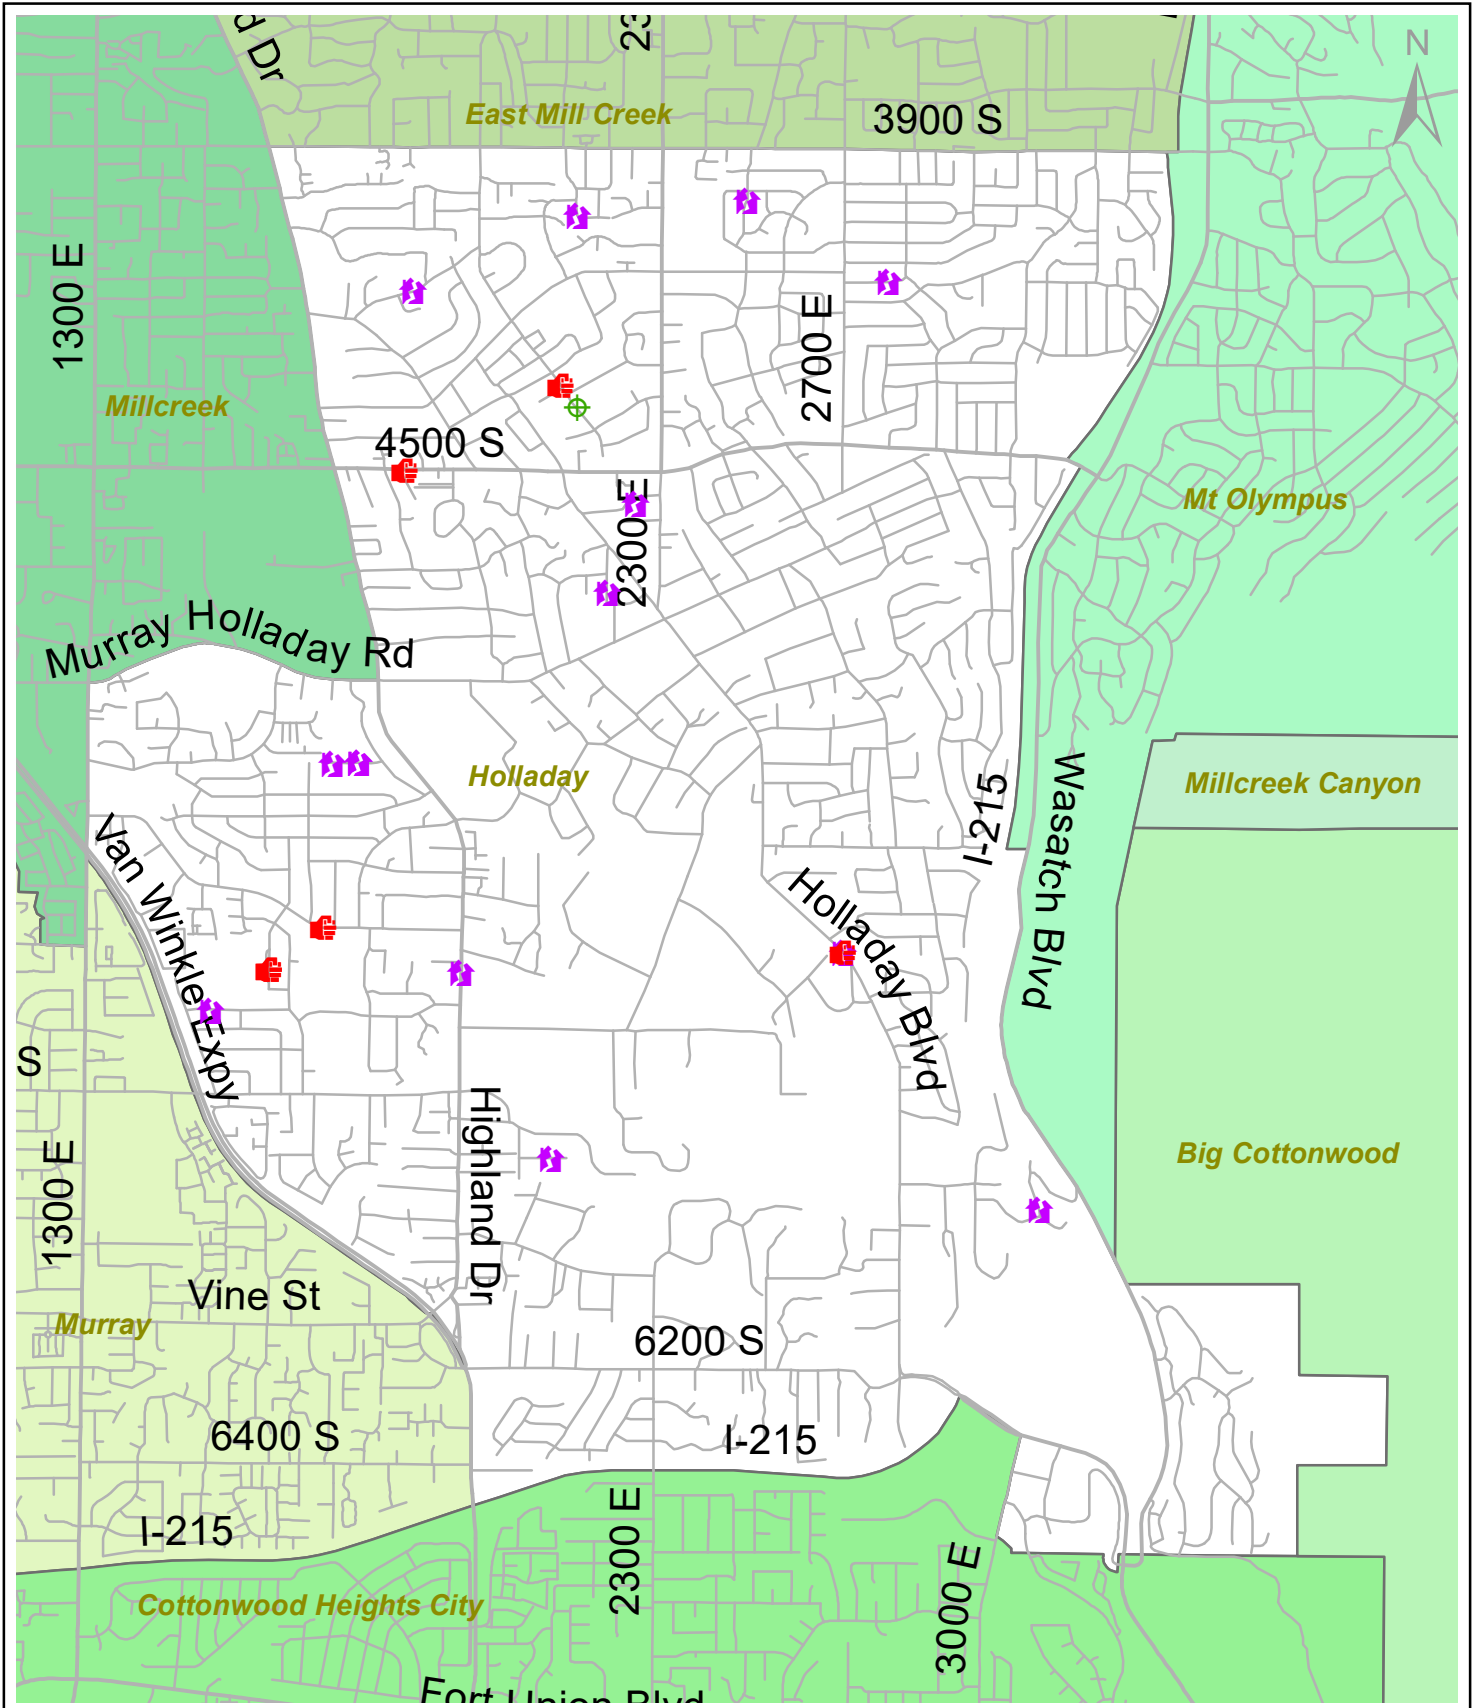 d Dr
23
N
East Mill Creek
3900 S
1300 E
2700 E
Millcreek
4500 S
Mt Olympus
2300 E
Murray Holladay Rd
Holladay
I-215
Wasatch Blvd
Millcreek Canyon
Van Winkle Expy
Holladay Blvd
S
Highland Dr
1300 E
Big Cottonwood
Vine St
Murray
6200 S
6400 S
I-215
I-215
2300 E
3000 E
Cottonwood Heights City
Fort Union Blvd